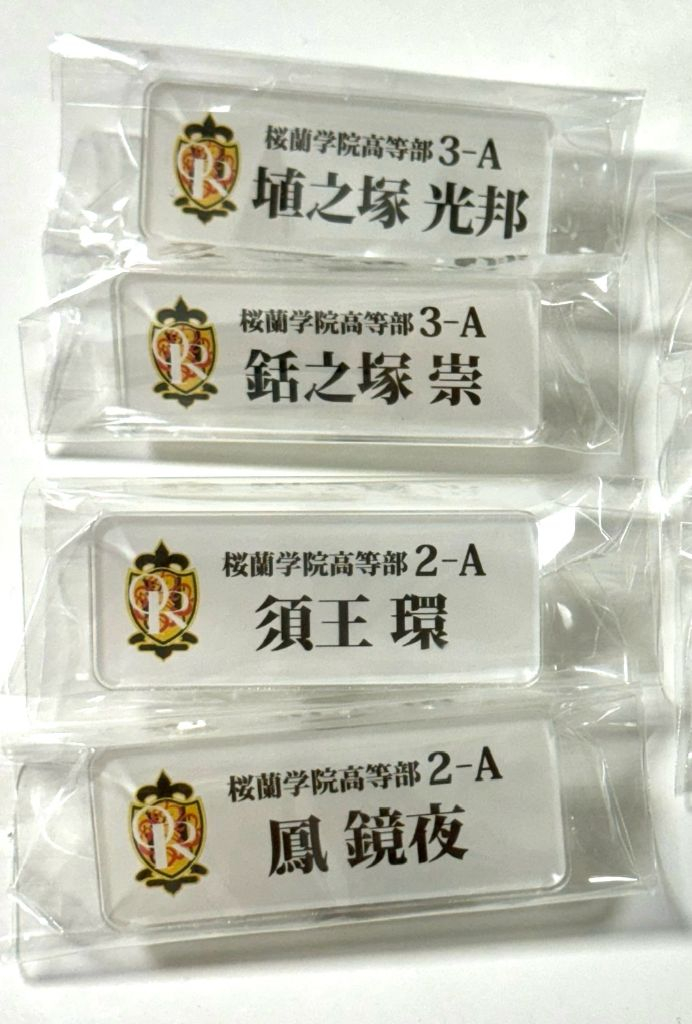 桜蘭学院高等部 3-A
埴之塚 光邦
桜蘭学院高等部 3-A
銛之塚 崇
桜蘭学院高等部 2-A
須王 環
桜蘭学院高等部 2-A
鳳 鏡夜